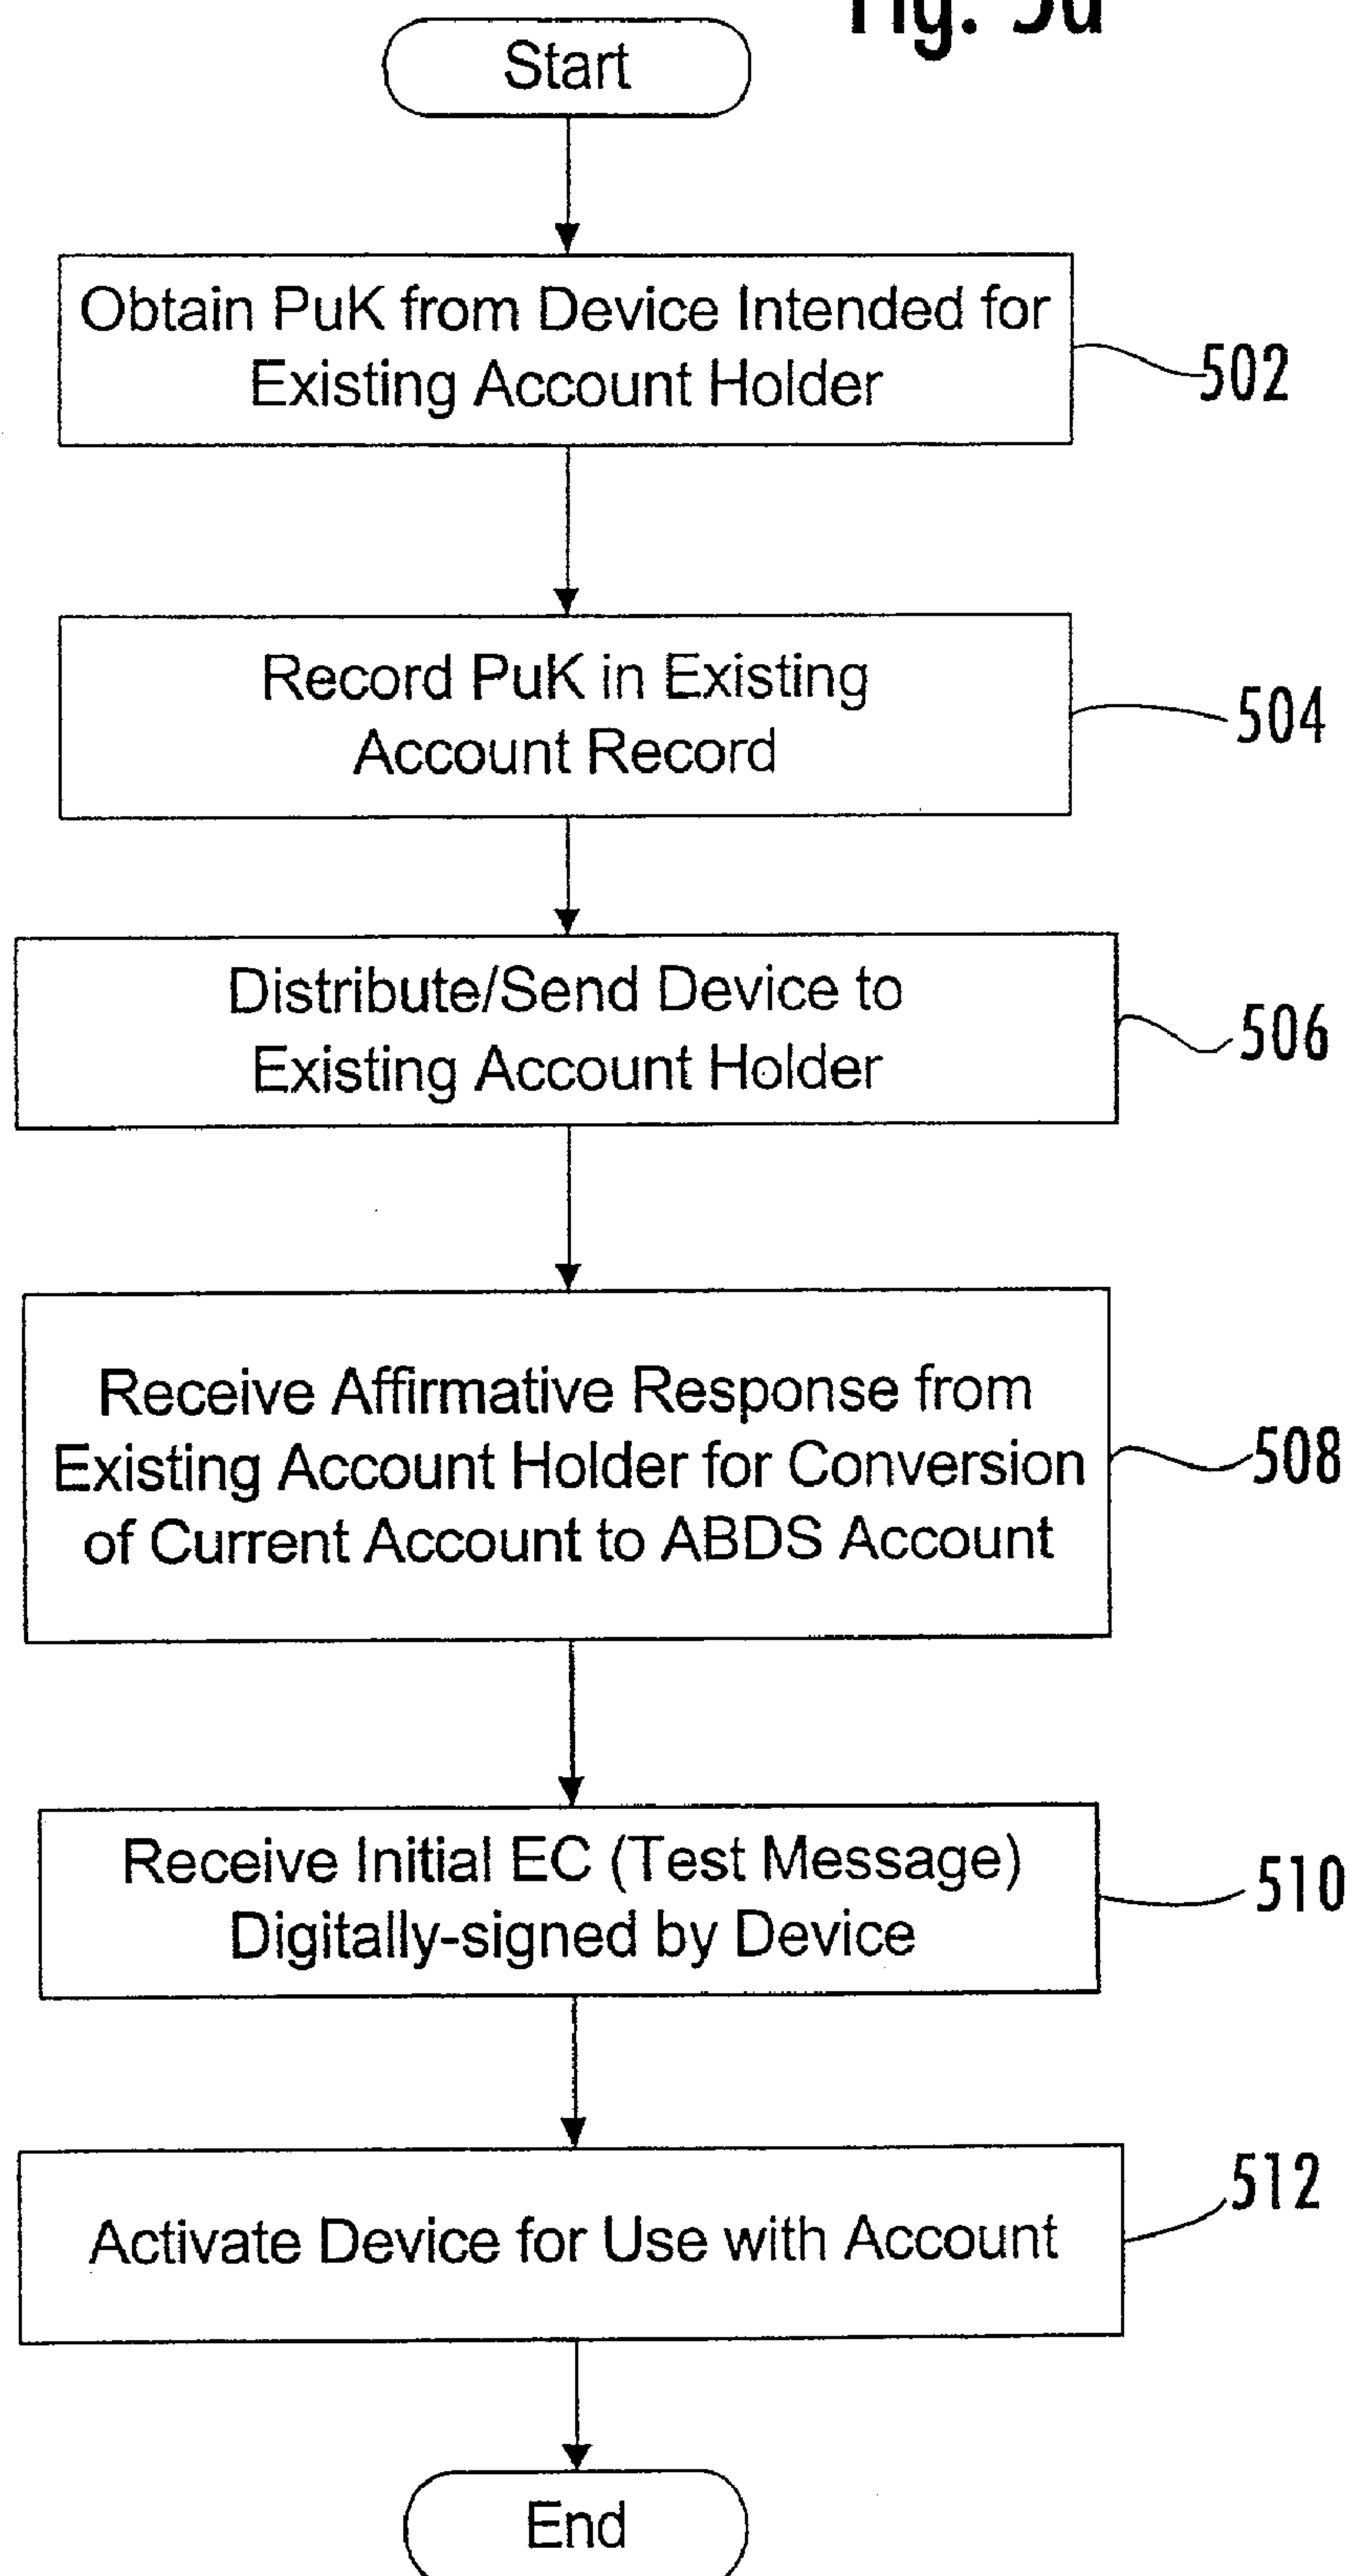 Fig. 5a
Start
Obtain PuK from Device Intended for
Existing Account Holder
502
Record PuK in Existing
Account Record
504
Distribute/Send Device to
Existing Account Holder
506
Receive Affirmative Response from
Existing Account Holder for Conversion
of Current Account to ABDS Account
508
Receive Initial EC (Test Message)
Digitally-signed by Device
510
Activate Device for Use with Account
512
End